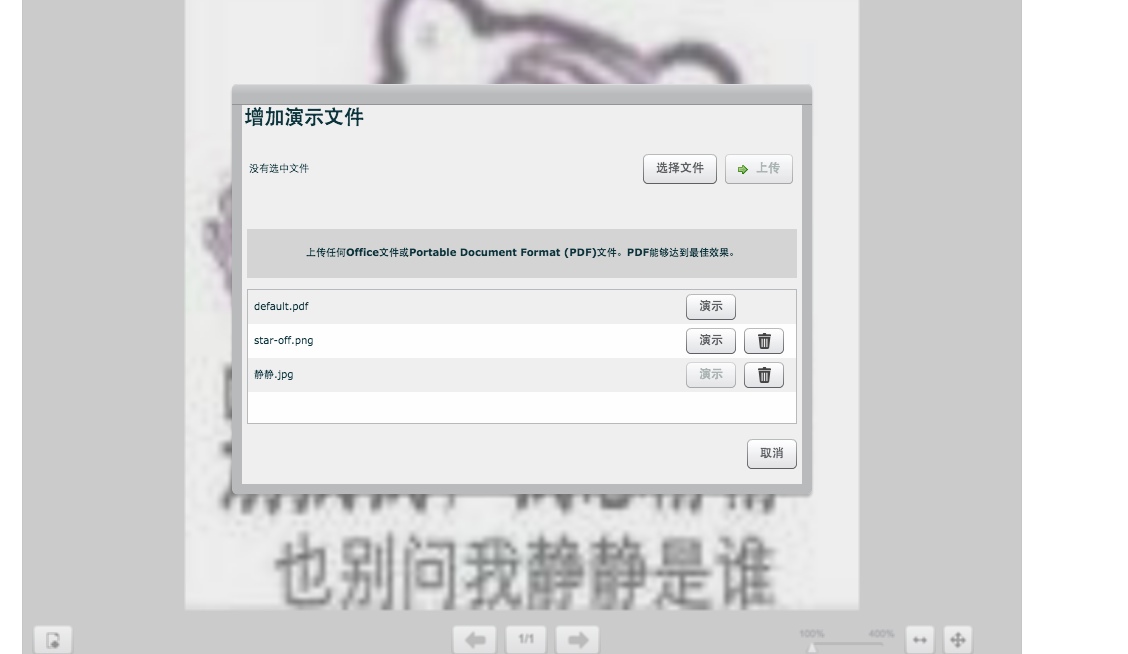 增加演示文件
没有选中文件
选择文件
上传
上传任何Office文件或Portable Document Format (PDF)文件。PDF能够达到最佳效果。
default.pdf
演示
star-off.png
演示
静静.jpg
演示
取消
也别问我静静是谁
1/1
100%
400%